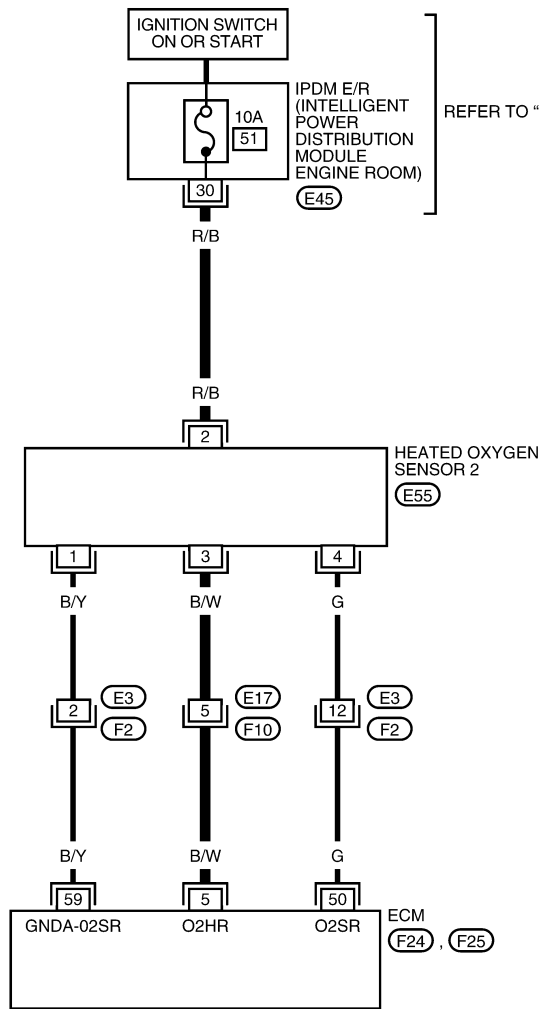 IGNITION SWITCH
ON OR START
IPDM E/R
(INTELLIGENT
POWER
DISTRIBUTION
MODULE
ENGINE ROOM)
E45
10A
51
REFER TO “
30
R/B
R/B
2
HEATED OXYGEN
SENSOR 2
E55
1 3 4
B/Y B/W G
2 E3 F2
5 E17 F10
12 E3 F2
B/Y B/W G
59 5 50
GNDA-02SR O2HR O2SR
ECM
F24 , F25